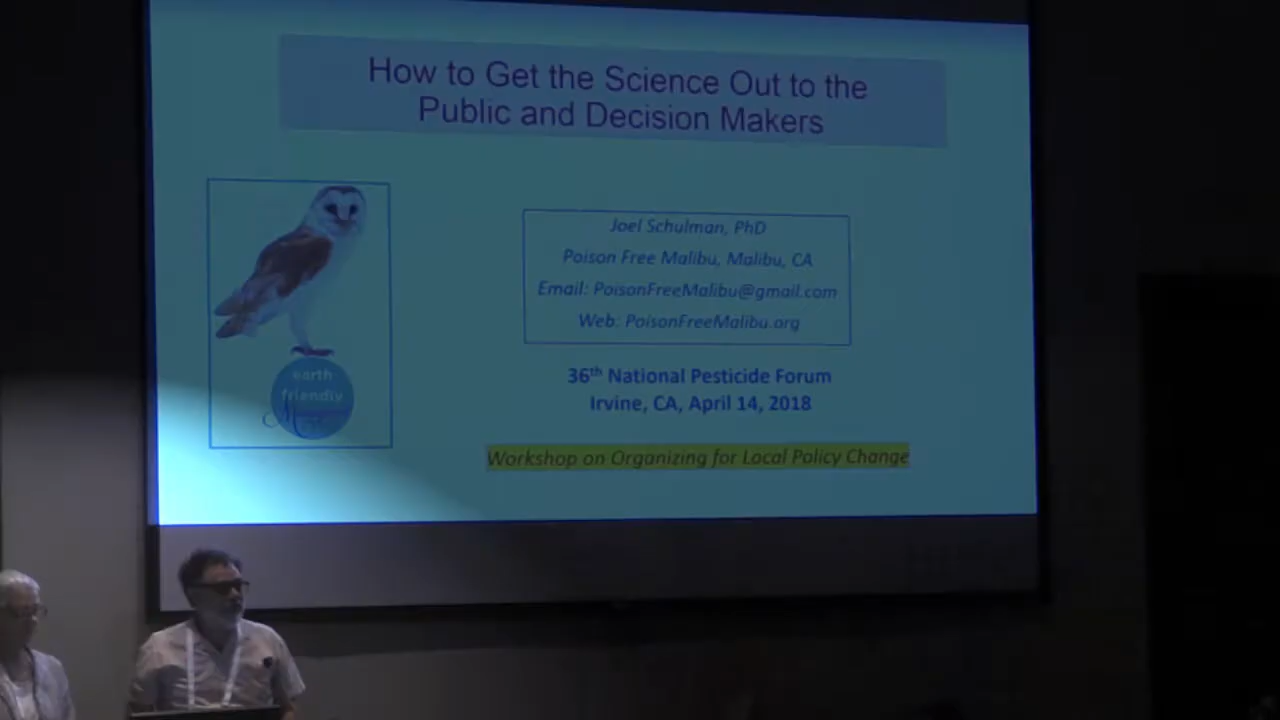 How to Get the Science Out to the
Public and Decision Makers
Joel Schulman, PhD
Poison Free Malibu, Malibu, CA
Email: PoisonFreeMalibu@gmail.com
Web: PoisonFreeMalibu.org
earth
friendly
36th National Pesticide Forum
Irvine, CA, April 14, 2018
Workshop on Organizing for Local Policy Change